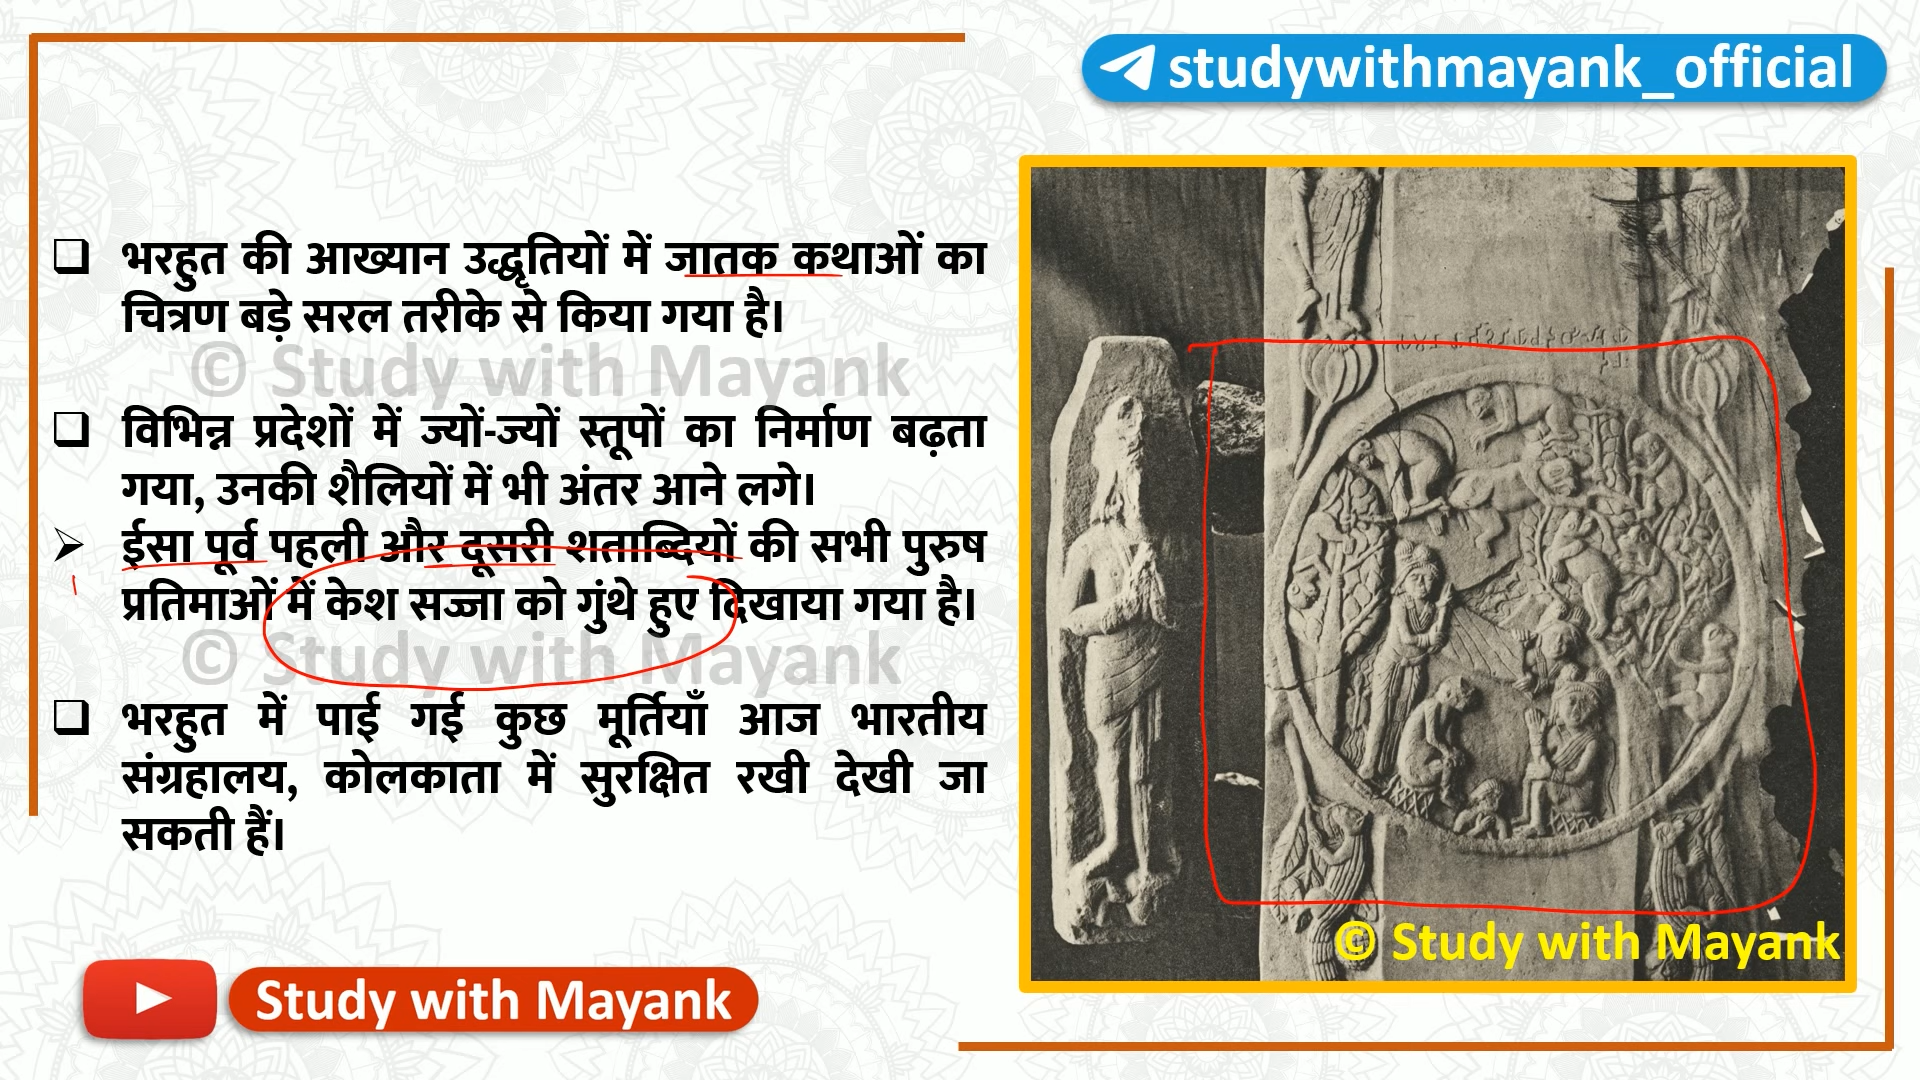 studywithmayank_official
भरहुत की आख्यान उद्धृतियों में जातक कथाओं का
चित्रण बड़े सरल तरीके से किया गया है।
© Study with Mayank
विभिन्न प्रदेशों में ज्यों-ज्यों स्तूपों का निर्माण बढ़ता
गया, उनकी शैलियों में भी अंतर आने लगे।
ईसा पूर्व पहली और दूसरी शताब्दियों की सभी पुरुष
प्रतिमाओं में केश सज्जा को गुंथे हुए दिखाया गया है।
© Study with Mayank
भरहुत में पाई गई कुछ मूर्तियाँ आज भारतीय
संग्रहालय, कोलकाता में सुरक्षित रखी देखी जा
सकती हैं।
© Study with Mayank
Study with Mayank